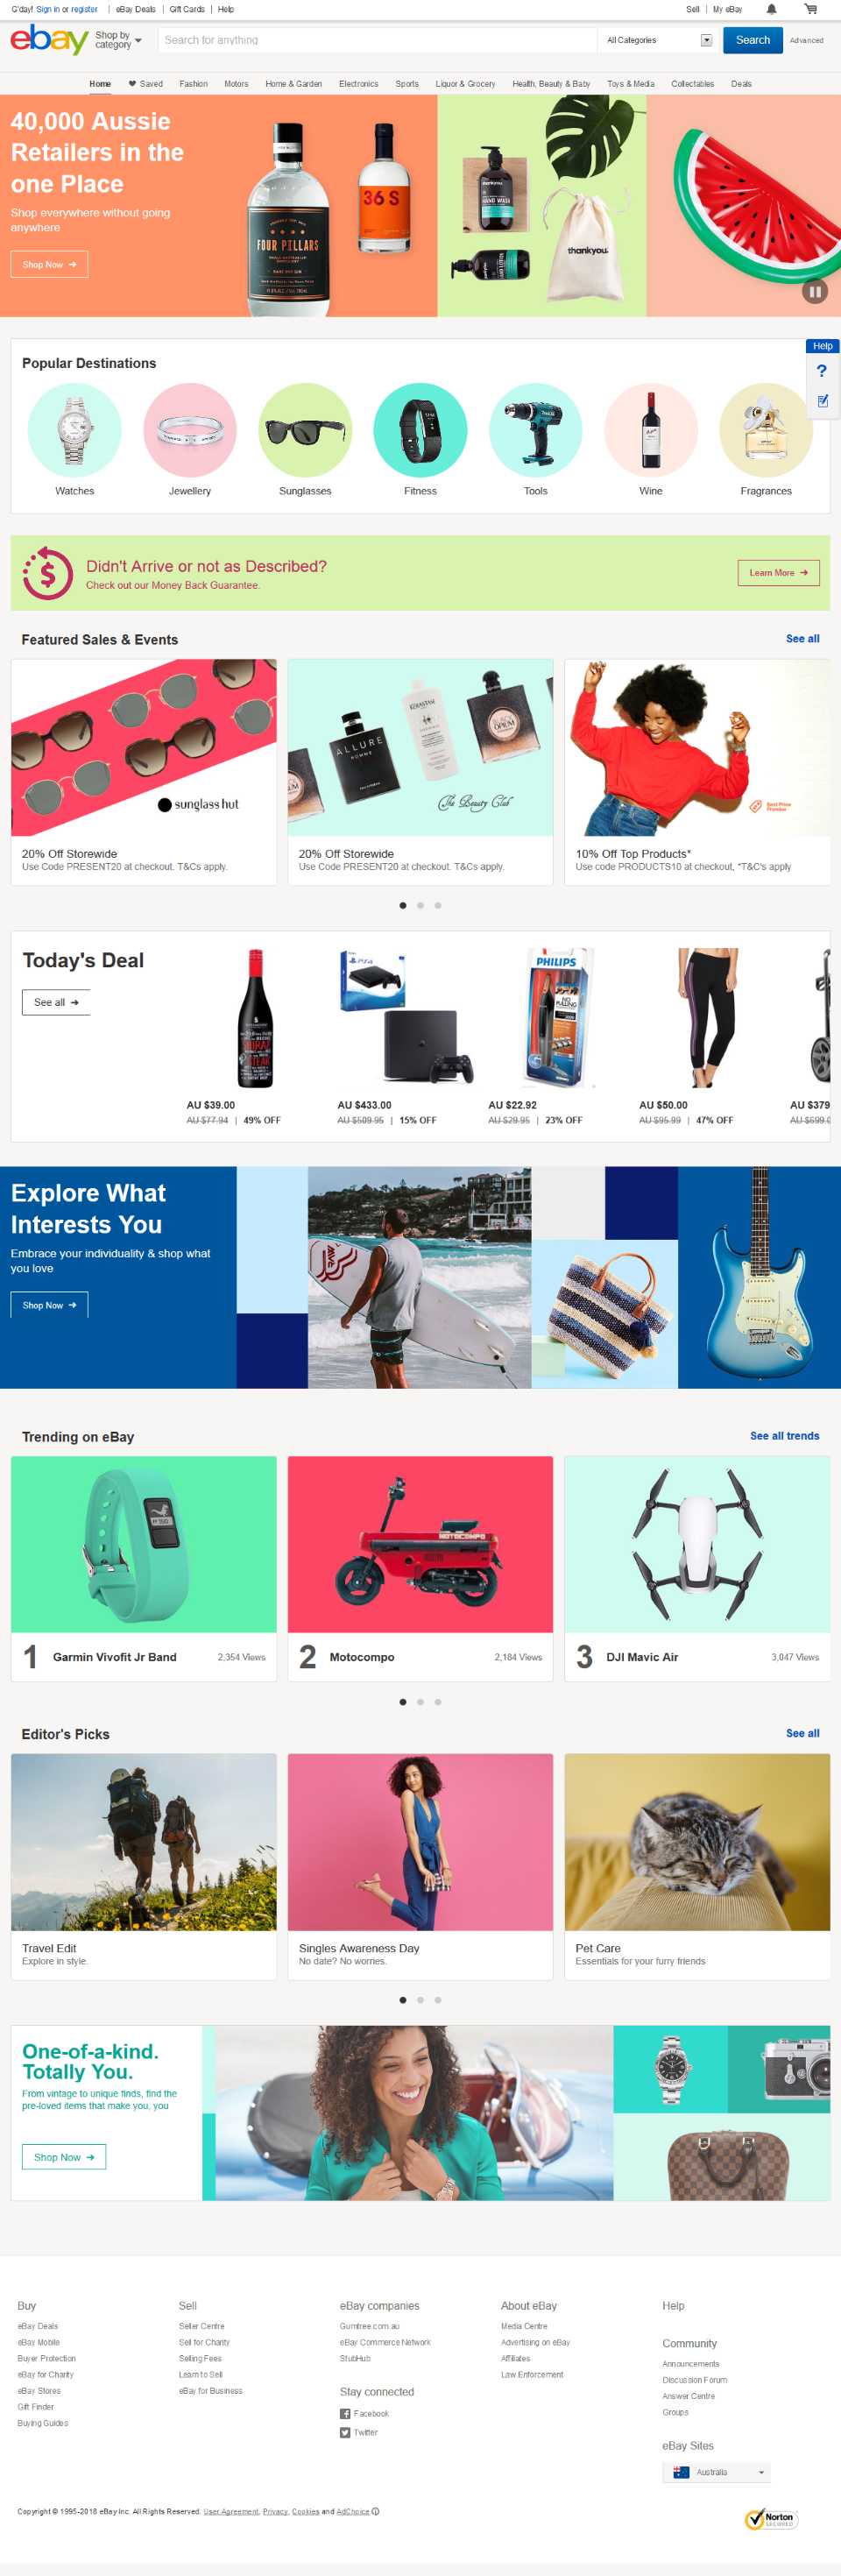 G'day! Sign in or register | eBay Deals | Gift Cards | Help
Sell | My eBay
ebay
Shop by category
Search for anything
All Categories
Search
Advanced
Home Saved Fashion Motors Home & Garden Electronics Sports Liquor & Grocery Health, Beauty & Baby Toys & Media Collectables Deals
40,000 Aussie
Retailers in the
one Place
Shop everywhere without going
anywhere
Shop Now →
FOUR PILLARS
36 S
thankyou.
HAND WASH
thankyou.
Help
?
Popular Destinations
Watches
Jewellery
Sunglasses
Fitness
Tools
Wine
Fragrances
Didn't Arrive or not as Described?
Check out our Money Back Guarantee.
Learn More →
Featured Sales & Events
See all
sunglass hut
20% Off Storewide
Use Code PRESENT20 at checkout. T&Cs apply.
ALLURE
HOMME
KÉRASTASE
BLACK
OPIUM
The Beauty Club
20% Off Storewide
Use Code PRESENT20 at checkout. T&Cs apply.
Best Price
Promise
10% Off Top Products*
Use code PRODUCTS10 at checkout, *T&C's apply
Today's Deal
See all →
SHIRAZ
PS4
PHILIPS
AU $39.00
AU $77.94 | 49% OFF
AU $433.00
AU $509.95 | 15% OFF
AU $22.92
AU $29.95 | 23% OFF
AU $50.00
AU $95.99 | 47% OFF
AU $379
AU $699.0
Explore What
Interests You
Embrace your individuality & shop what
you love
Shop Now →
Trending on eBay
See all trends
MOTOCOMPO
1 Garmin Vivofit Jr Band 2,354 Views
2 Motocompo 2,184 Views
3 DJI Mavic Air 3,047 Views
Editor's Picks
See all
Travel Edit
Explore in style.
Singles Awareness Day
No date? No worries.
Pet Care
Essentials for your furry friends
One-of-a-kind.
Totally You.
From vintage to unique finds, find the
pre-loved items that make you, you
Shop Now →
Buy
eBay Deals
eBay Mobile
Buyer Protection
eBay for Charity
eBay Stores
Gift Finder
Buying Guides
Sell
Seller Centre
Sell for Charity
Selling Fees
Learn to Sell
eBay for Business
eBay companies
Gumtree.com.au
eBay Commerce Network
StubHub
Stay connected
Facebook
Twitter
About eBay
Media Centre
Advertising on eBay
Affiliates
Law Enforcement
Help
Community
Announcements
Discussion Forum
Answer Centre
Groups
eBay Sites
Australia
Copyright © 1995-2018 eBay Inc. All Rights Reserved. User Agreement, Privacy, Cookies and AdChoice
Norton
SECURED